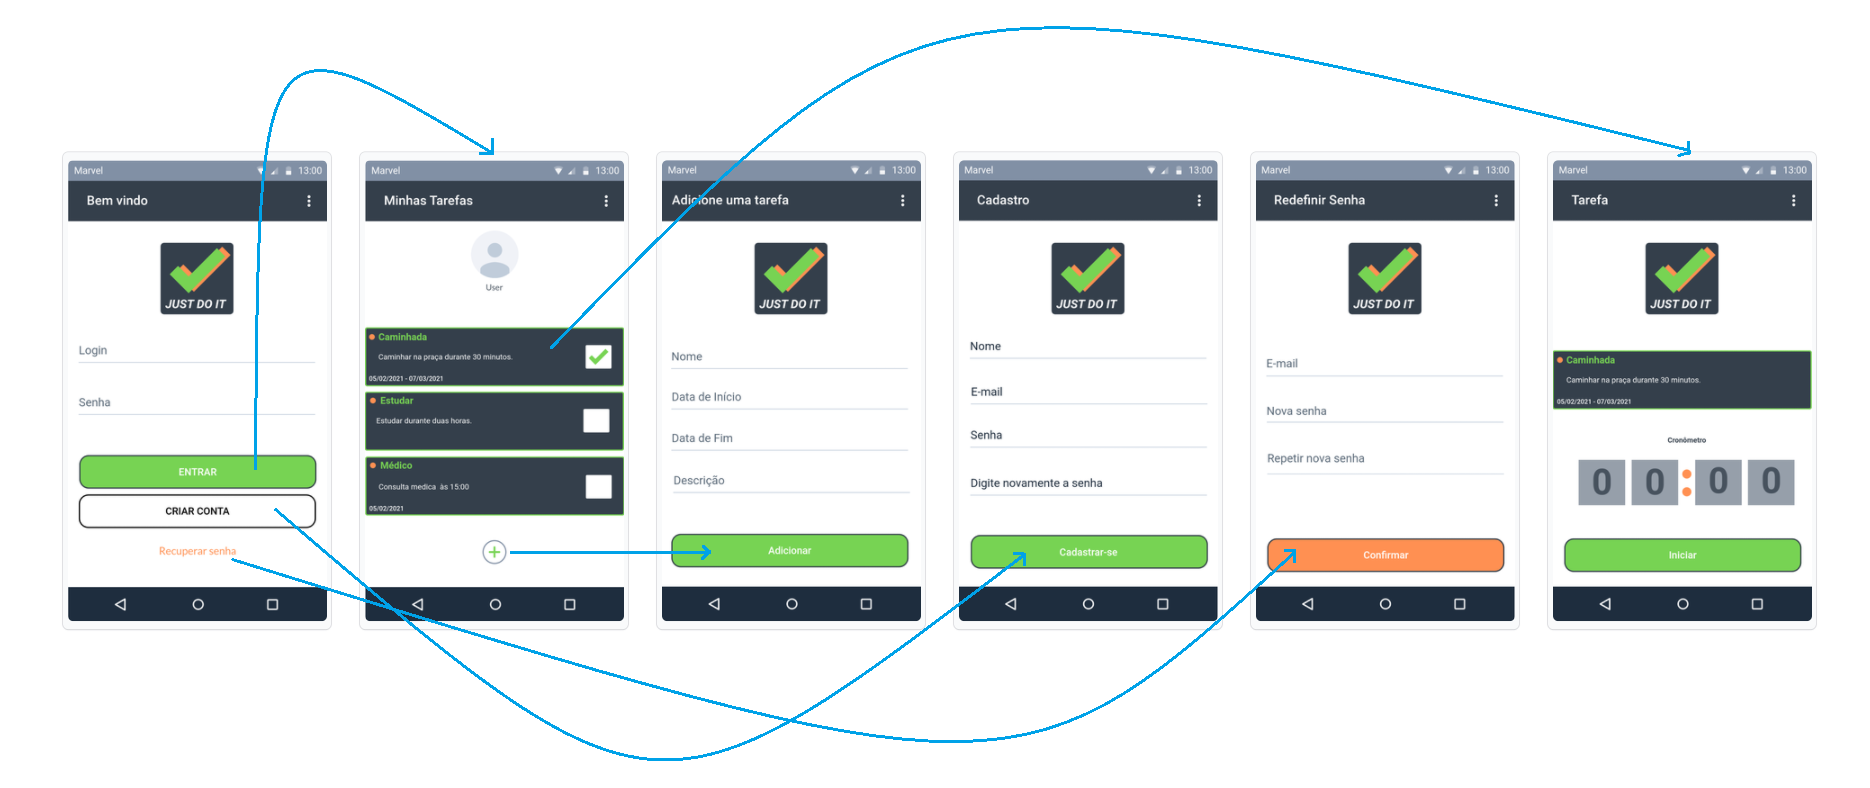 Marvel 13:00
Bem vindo
JUST DO IT
Login
Senha
ENTRAR
CRIAR CONTA
Recuperar senha
Marvel 13:00
Minhas Tarefas
User
Caminhada
Caminhar na praça durante 30 minutos.
05/02/2021 - 07/03/2021
Estudar
Estudar durante duas horas.
Médico
Consulta medica às 15:00
05/02/2021
Marvel 13:00
Adicione uma tarefa
JUST DO IT
Nome
Data de Início
Data de Fim
Descrição
Adicionar
Marvel 13:00
Cadastro
JUST DO IT
Nome
E-mail
Senha
Digite novamente a senha
Cadastrar-se
Marvel 13:00
Redefinir Senha
JUST DO IT
E-mail
Nova senha
Repetir nova senha
Confirmar
Marvel 13:00
Tarefa
JUST DO IT
Caminhada
Caminhar na praça durante 30 minutos.
05/02/2021 - 07/03/2021
Cronômetro
00:00
Iniciar